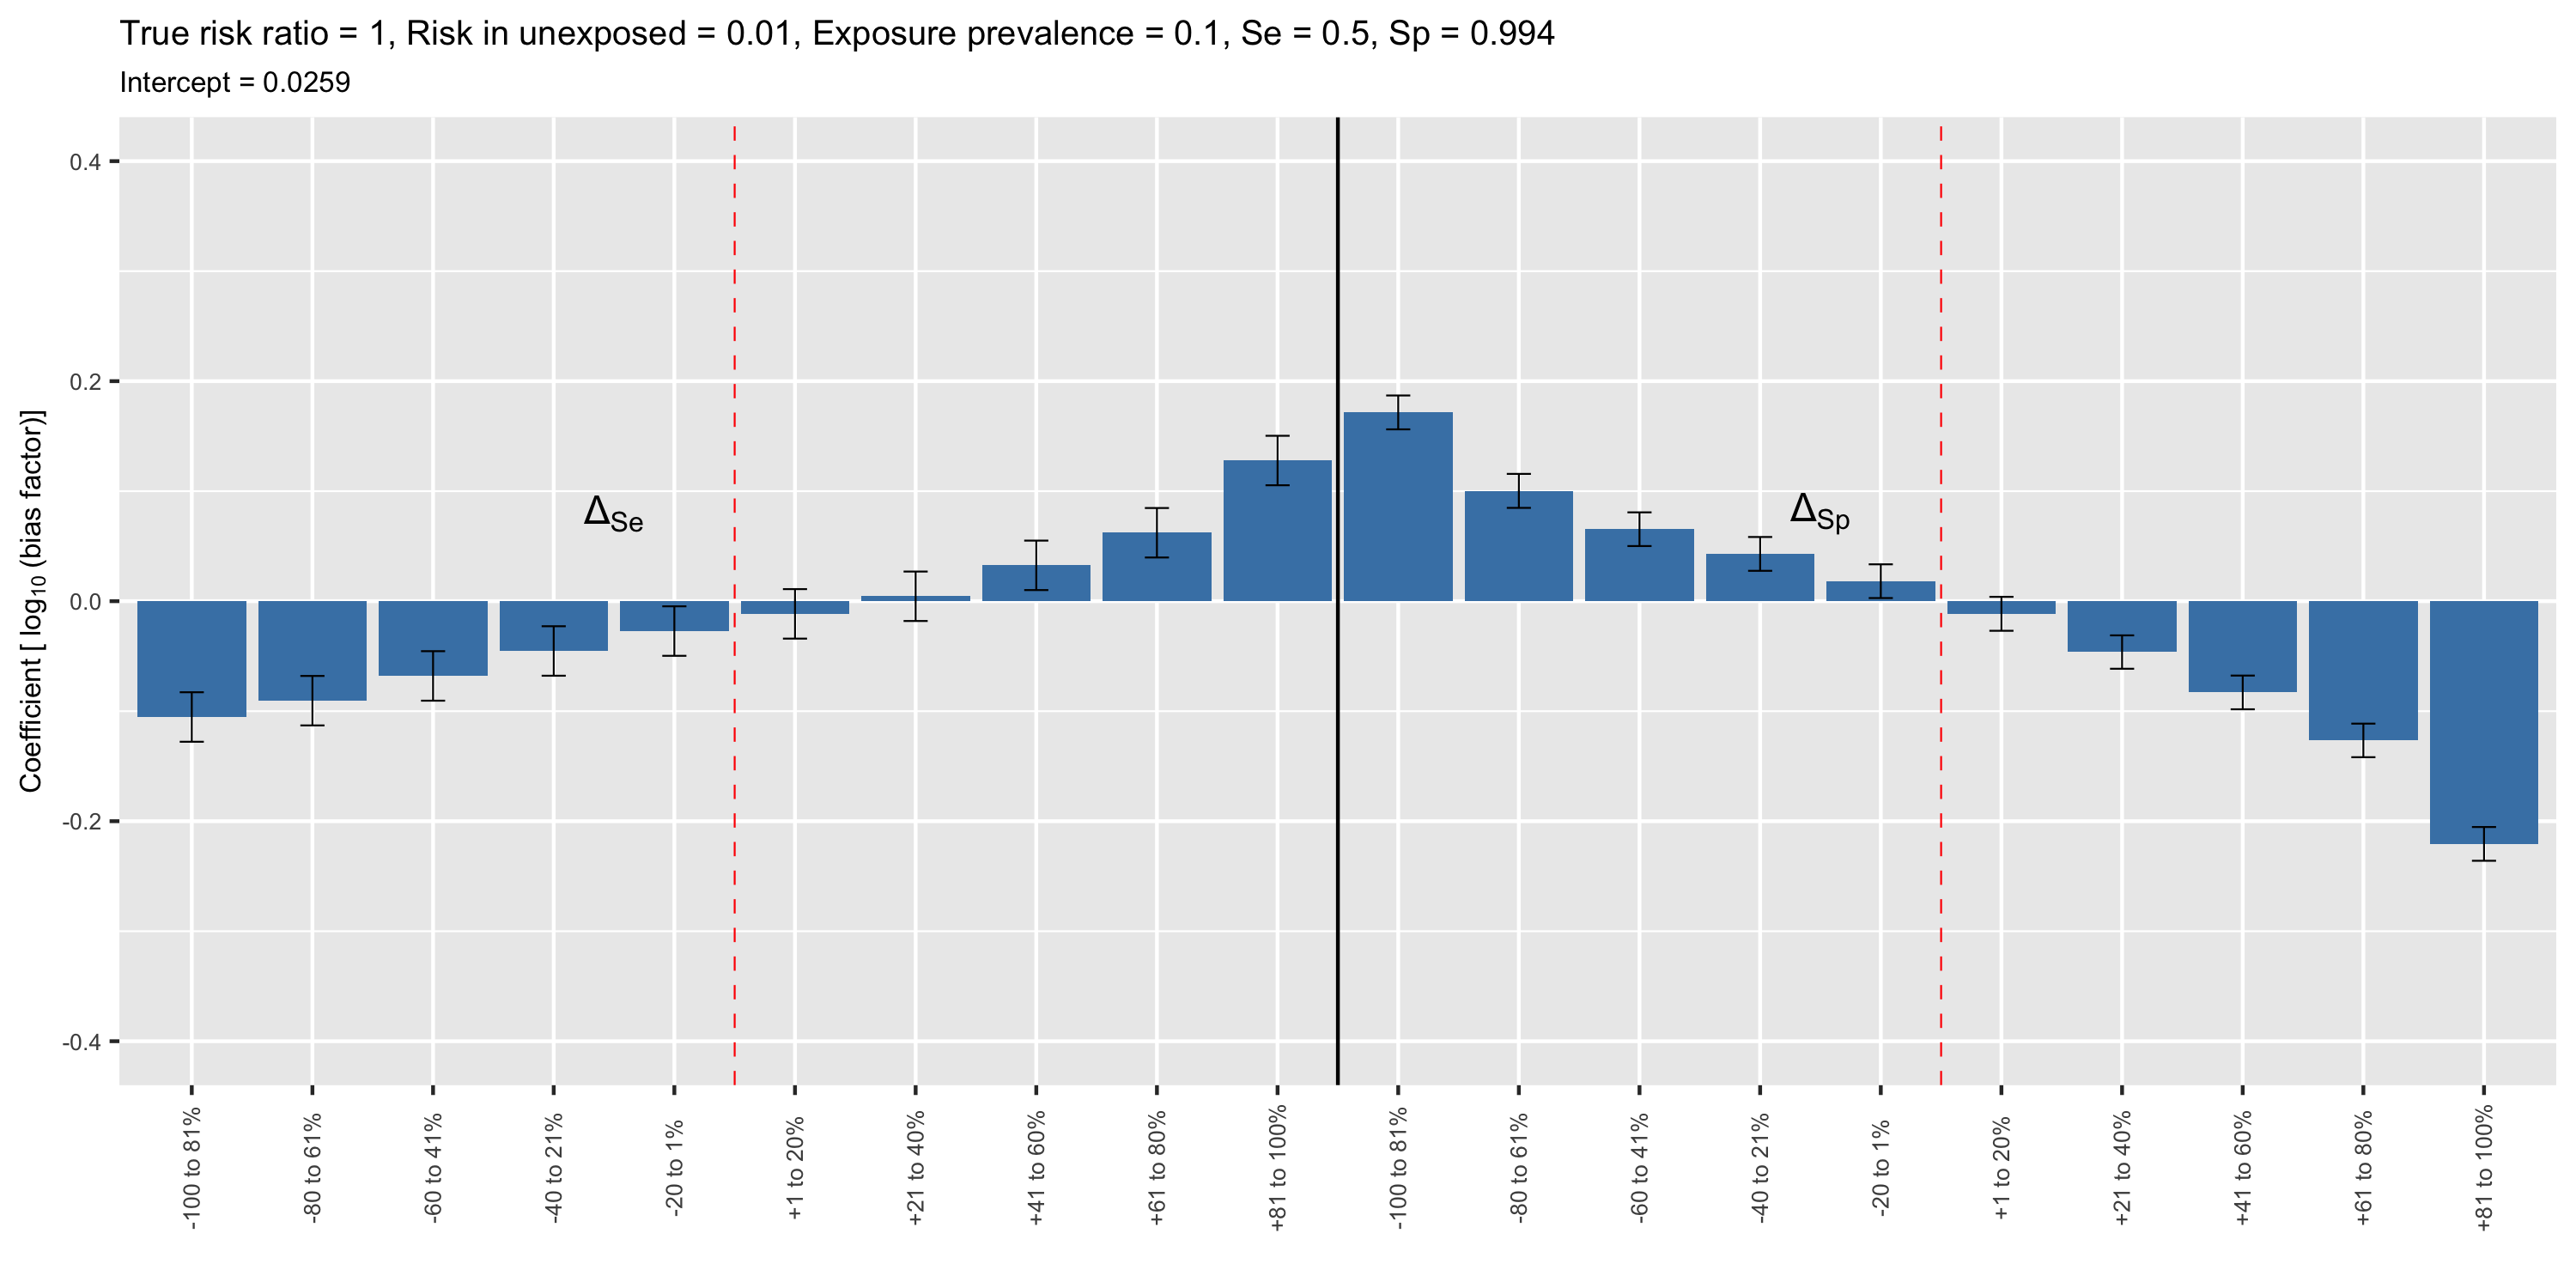 True risk ratio = 1, Risk in unexposed = 0.01, Exposure prevalence = 0.1, Se = 0.5, Sp = 0.994
Intercept = 0.0259
Coefficient [ log10 (bias factor)]
0.4
0.2
0.0
-0.2
-0.4
ΔSe
ΔSp
-100 to 81%
-80 to 61%
-60 to 41%
-40 to 21%
-20 to 1%
+1 to 20%
+21 to 40%
+41 to 60%
+61 to 80%
+81 to 100%
-100 to 81%
-80 to 61%
-60 to 41%
-40 to 21%
-20 to 1%
+1 to 20%
+21 to 40%
+41 to 60%
+61 to 80%
+81 to 100%